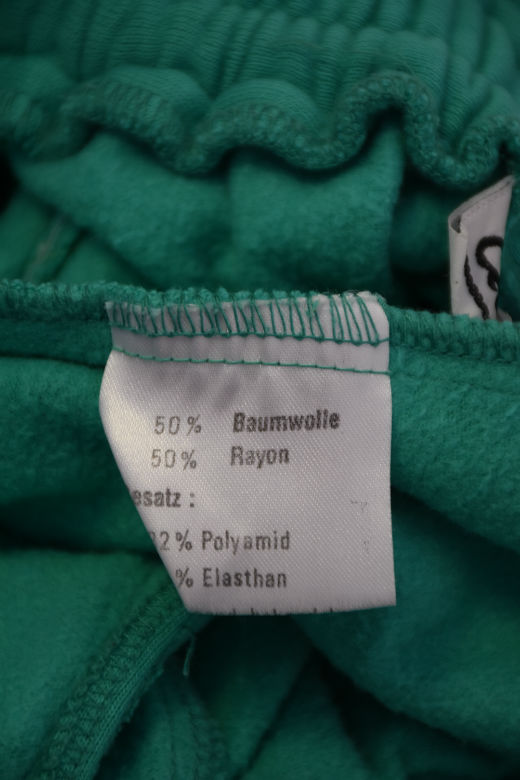 50% Baumwolle
50% Rayon
esatz :
2% Polyamid
% Elasthan